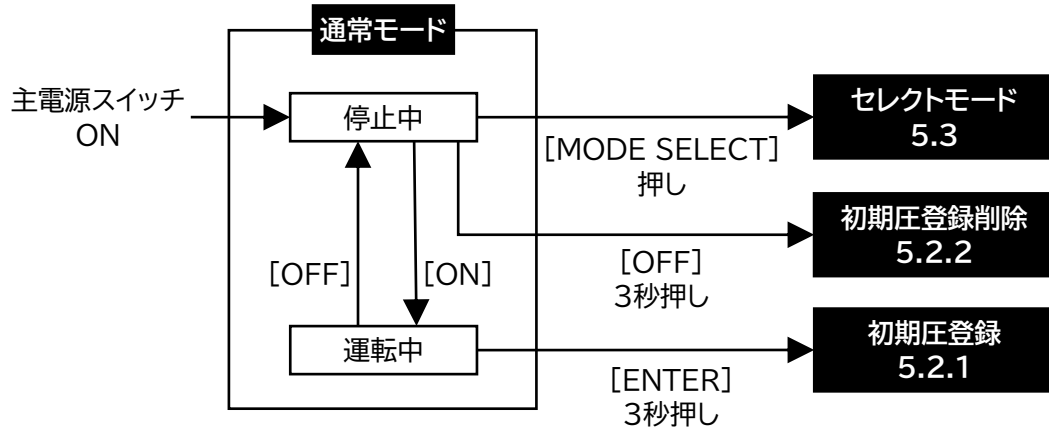 通常モード
主電源スイッチ
ON
停止中
[MODE SELECT]
押し
セレクトモード
5.3
[OFF]
3秒押し
初期圧登録削除
5.2.2
[OFF]
[ON]
運転中
[ENTER]
3秒押し
初期圧登録
5.2.1